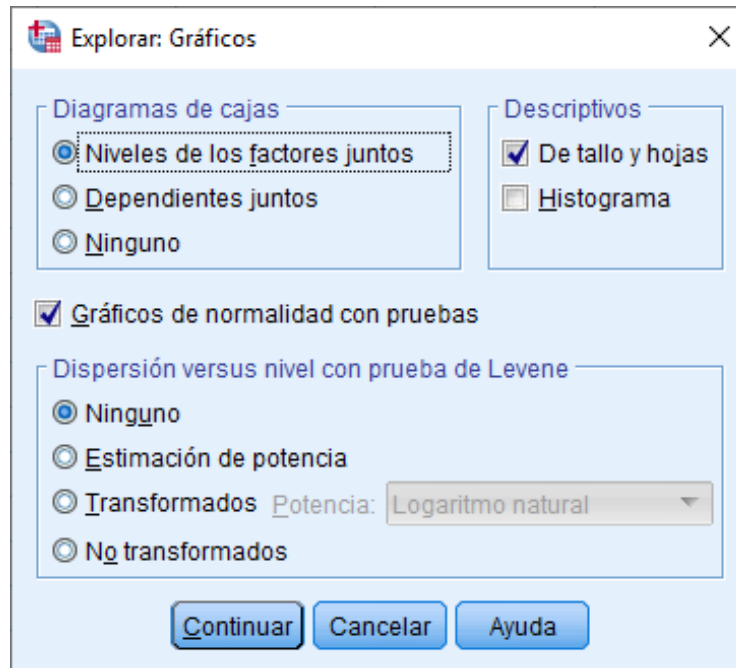 Explorar: Gráficos
Diagramas de cajas
Niveles de los factores juntos
Dependientes juntos
Ninguno
Descriptivos
De tallo y hojas
Histograma
Gráficos de normalidad con pruebas
Dispersión versus nivel con prueba de Levene
Ninguno
Estimación de potencia
Transformados Potencia: Logaritmo natural
No transformados
Continuar Cancelar Ayuda